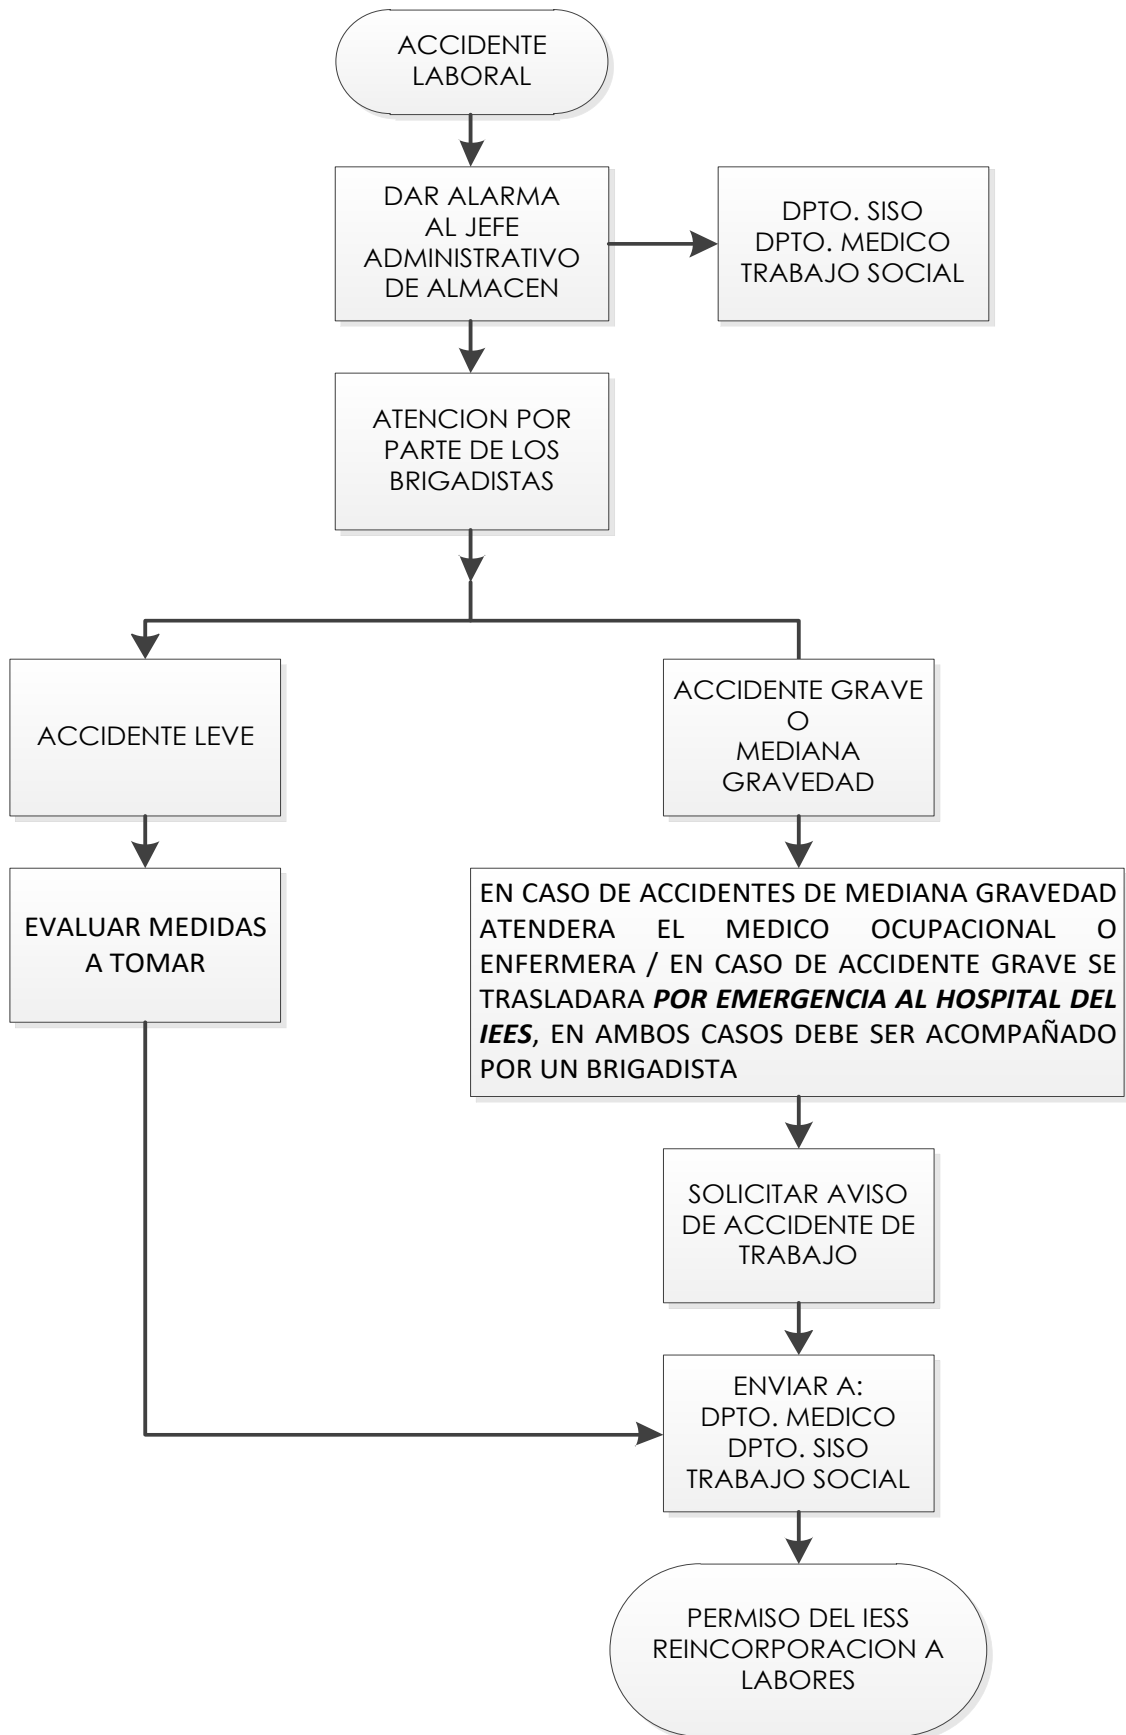 ACCIDENTE
LABORAL
DAR ALARMA
AL JEFE
ADMINISTRATIVO
DE ALMACEN
DPTO. SISO
DPTO. MEDICO
TRABAJO SOCIAL
ATENCION POR
PARTE DE LOS
BRIGADISTAS
ACCIDENTE LEVE
ACCIDENTE GRAVE
O
MEDIANA
GRAVEDAD
EVALUAR MEDIDAS
A TOMAR
EN CASO DE ACCIDENTES DE MEDIANA GRAVEDAD
ATENDERA EL MEDICO OCUPACIONAL O
ENFERMERA / EN CASO DE ACCIDENTE GRAVE SE
TRASLADARA POR EMERGENCIA AL HOSPITAL DEL
IEES, EN AMBOS CASOS DEBE SER ACOMPAÑADO
POR UN BRIGADISTA
SOLICITAR AVISO
DE ACCIDENTE DE
TRABAJO
ENVIAR A:
DPTO. MEDICO
DPTO. SISO
TRABAJO SOCIAL
PERMISO DEL IESS
REINCORPORACION A
LABORES